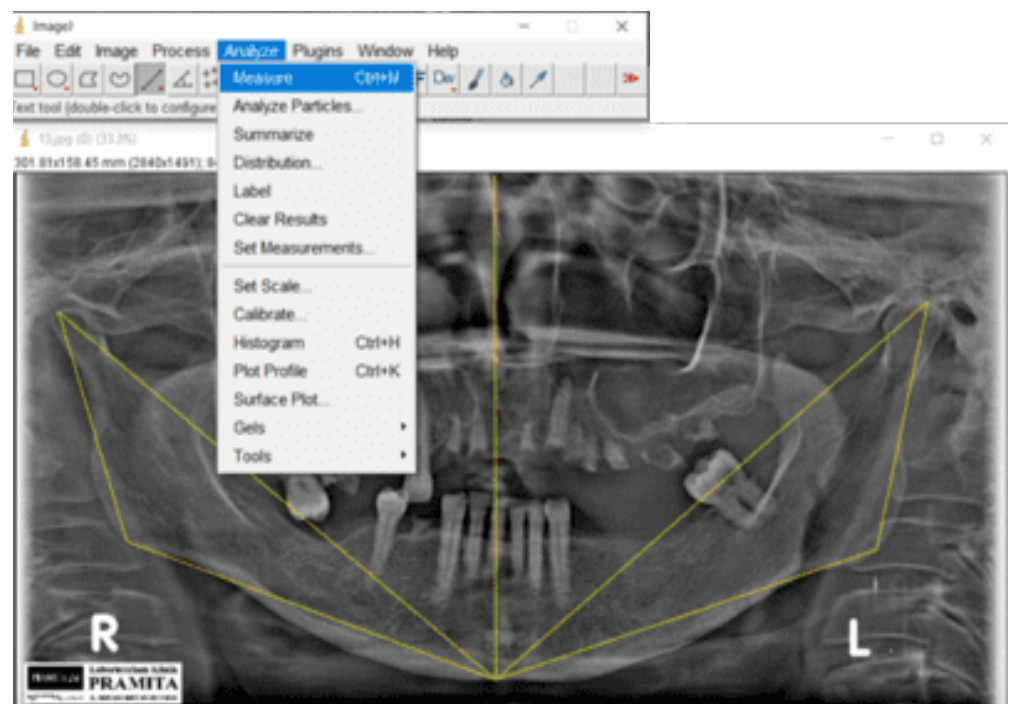 ImageJ
File Edit Image Process Analyze Plugins Window Help
Measure Ctrl+M
Text tool (double-click to configure
Analyze Particles...
13.jpg (G) (33.3%)
Summarize
301.81x158.45 mm (2840x1491); 8-
Distribution...
Label
Clear Results
Set Measurements...
Set Scale...
Calibrate...
Histogram Ctrl+H
Plot Profile Ctrl+K
Surface Plot...
Gels
Tools
R
L
PRAMITA